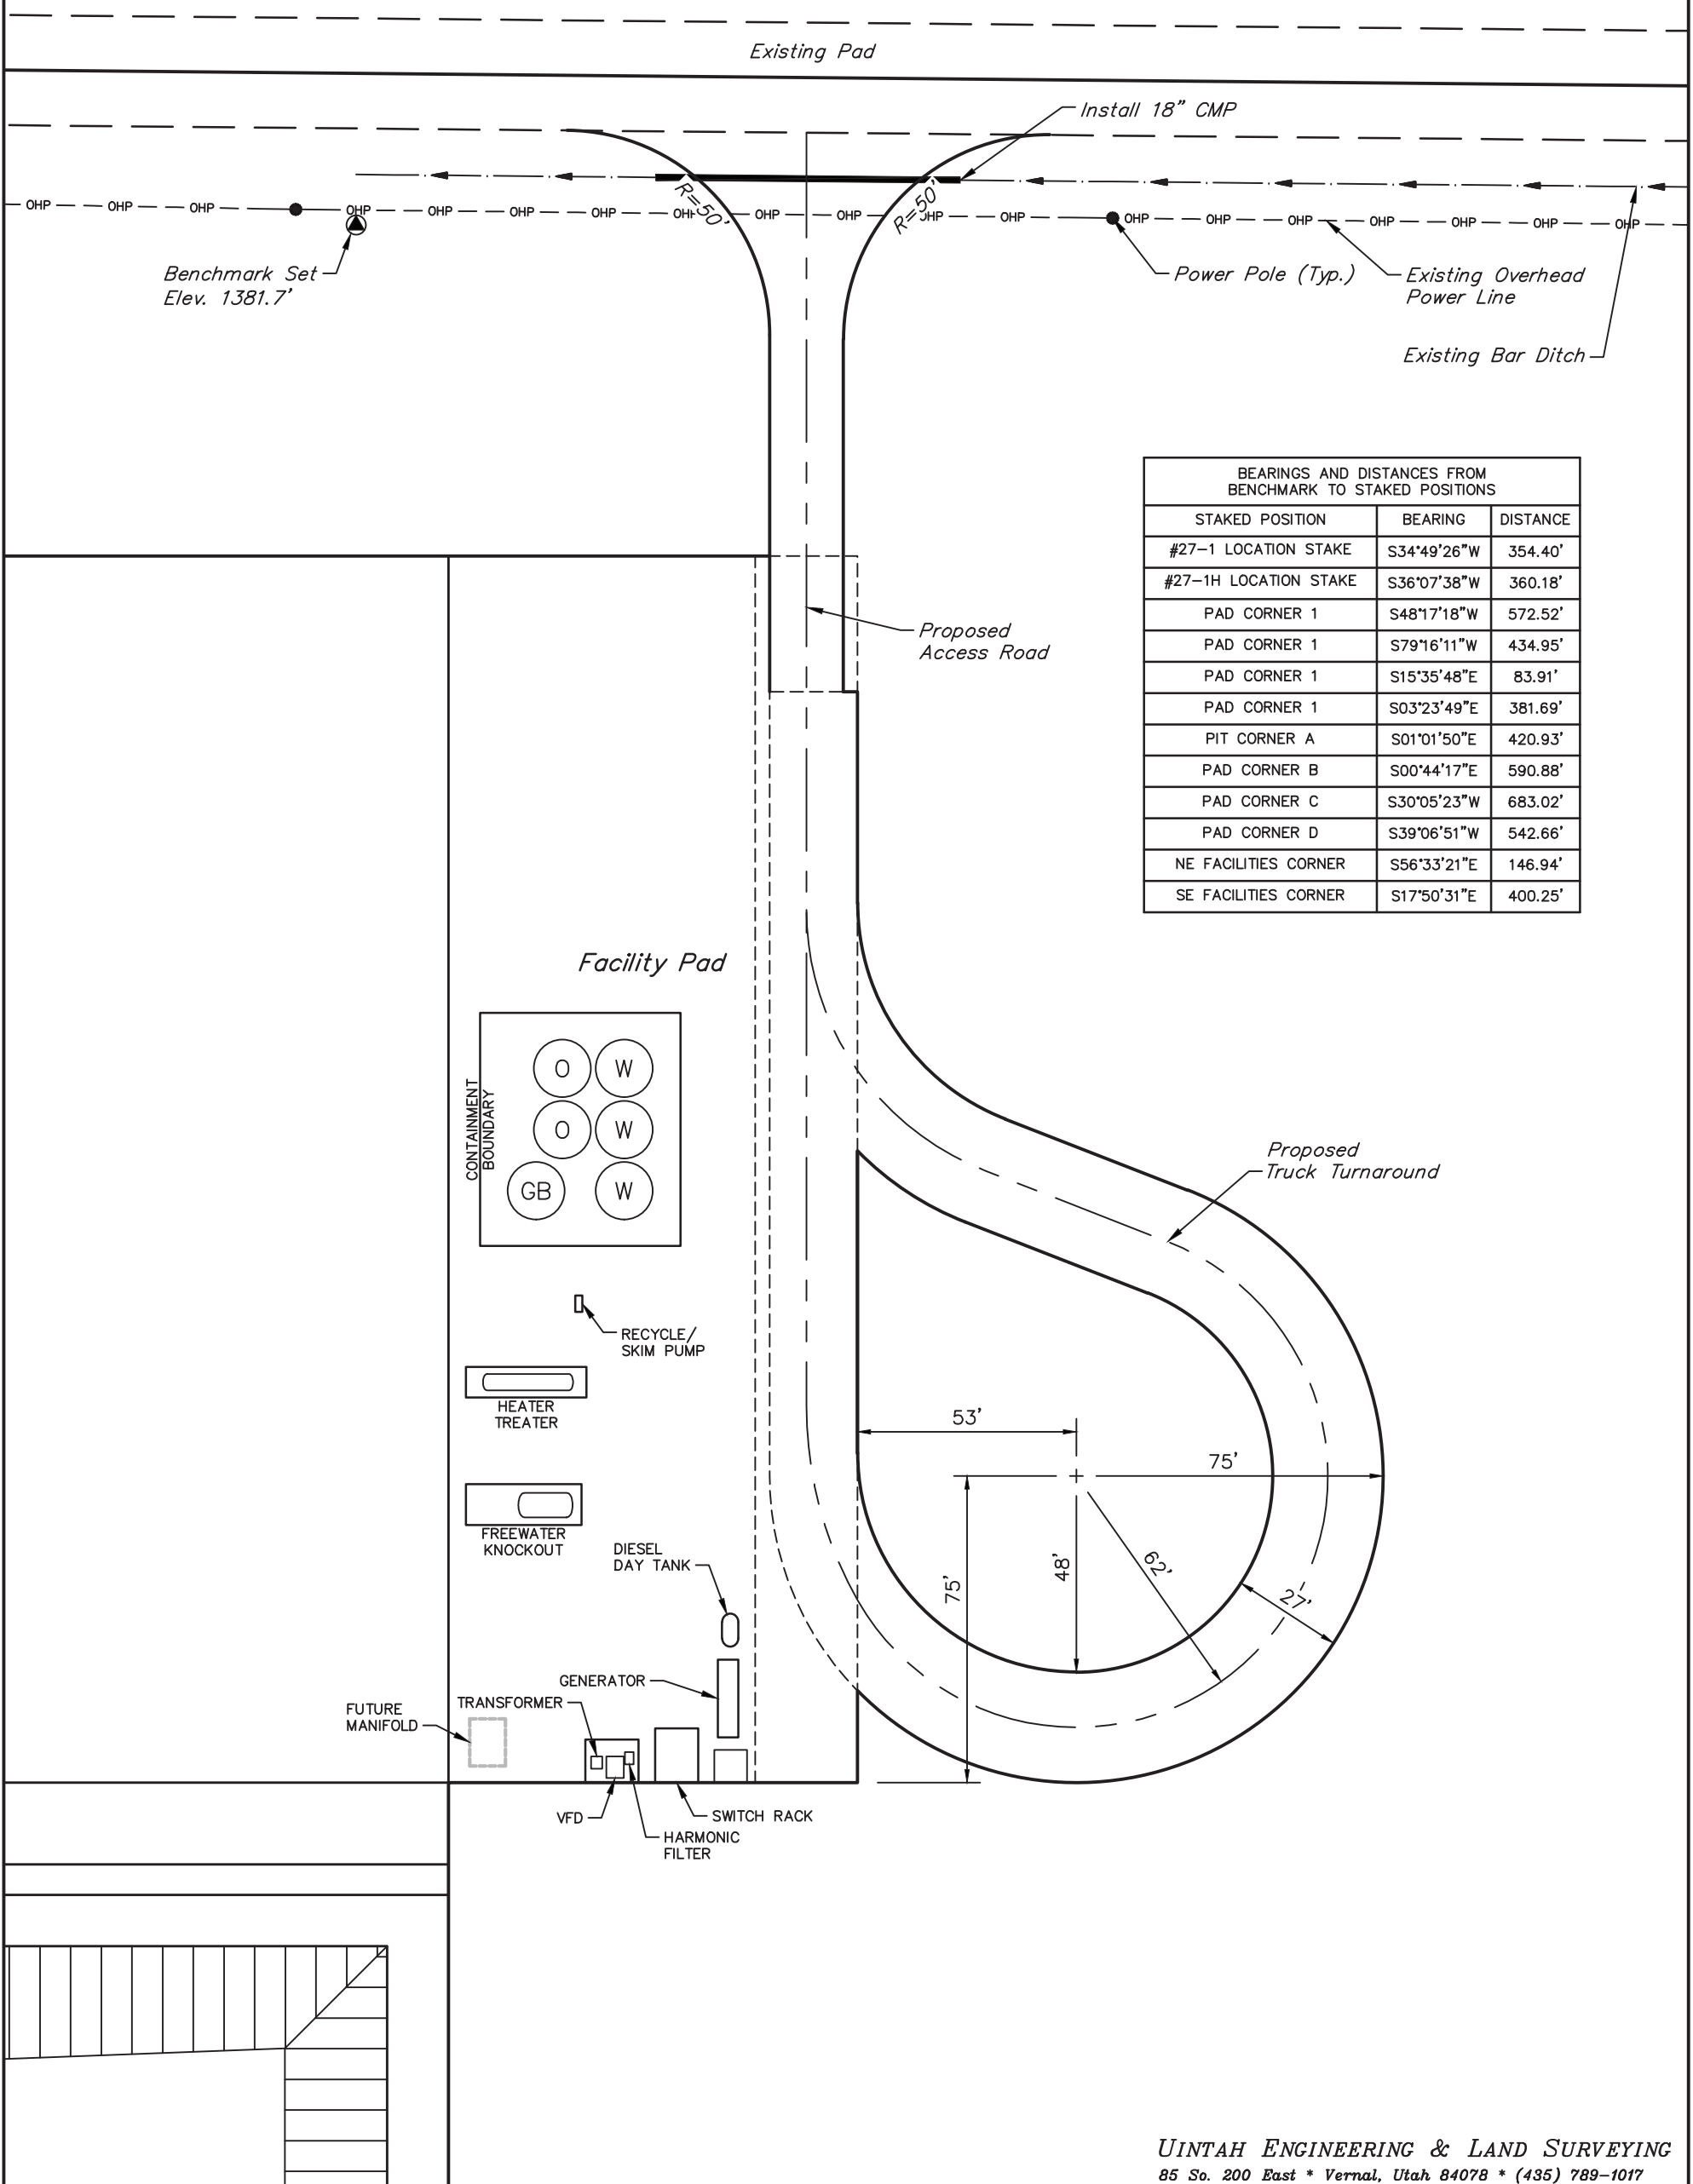 Existing Pad
Install 18" CMP
R=50'
R=50'
OHP OHP OHP OHP OHP OHP OHP OHP OHP OHP OHP OHP OHP OHP OHP OHP OHP OHP OHP OHP
Benchmark Set
Elev. 1381.7'
Power Pole (Typ.)
Existing Overhead
Power Line
Existing Bar Ditch
BEARINGS AND DISTANCES FROM
BENCHMARK TO STAKED POSITIONS
STAKED POSITION BEARING DISTANCE
#27-1 LOCATION STAKE S34°49'26"W 354.40'
#27-1H LOCATION STAKE S36°07'38"W 360.18'
PAD CORNER 1 S48°17'18"W 572.52'
PAD CORNER 1 S79°16'11"W 434.95'
PAD CORNER 1 S15°35'48"E 83.91'
PAD CORNER 1 S03°23'49"E 381.69'
PIT CORNER A S01°01'50"E 420.93'
PAD CORNER B S00°44'17"E 590.88'
PAD CORNER C S30°05'23"W 683.02'
PAD CORNER D S39°06'51"W 542.66'
NE FACILITIES CORNER S56°33'21"E 146.94'
SE FACILITIES CORNER S17°50'31"E 400.25'
Proposed
Access Road
Facility Pad
CONTAINMENT
BOUNDARY
O W
O W
GB W
Proposed
Truck Turnaround
RECYCLE/
SKIM PUMP
HEATER
TREATER
53'
75'
FREEWATER
KNOCKOUT
DIESEL
DAY TANK
75'
48'
62'
27'
GENERATOR
TRANSFORMER
FUTURE
MANIFOLD
VFD
SWITCH RACK
HARMONIC
FILTER
UINTAH ENGINEERING & LAND SURVEYING
85 So. 200 East * Vernal, Utah 84078 * (435) 789-1017